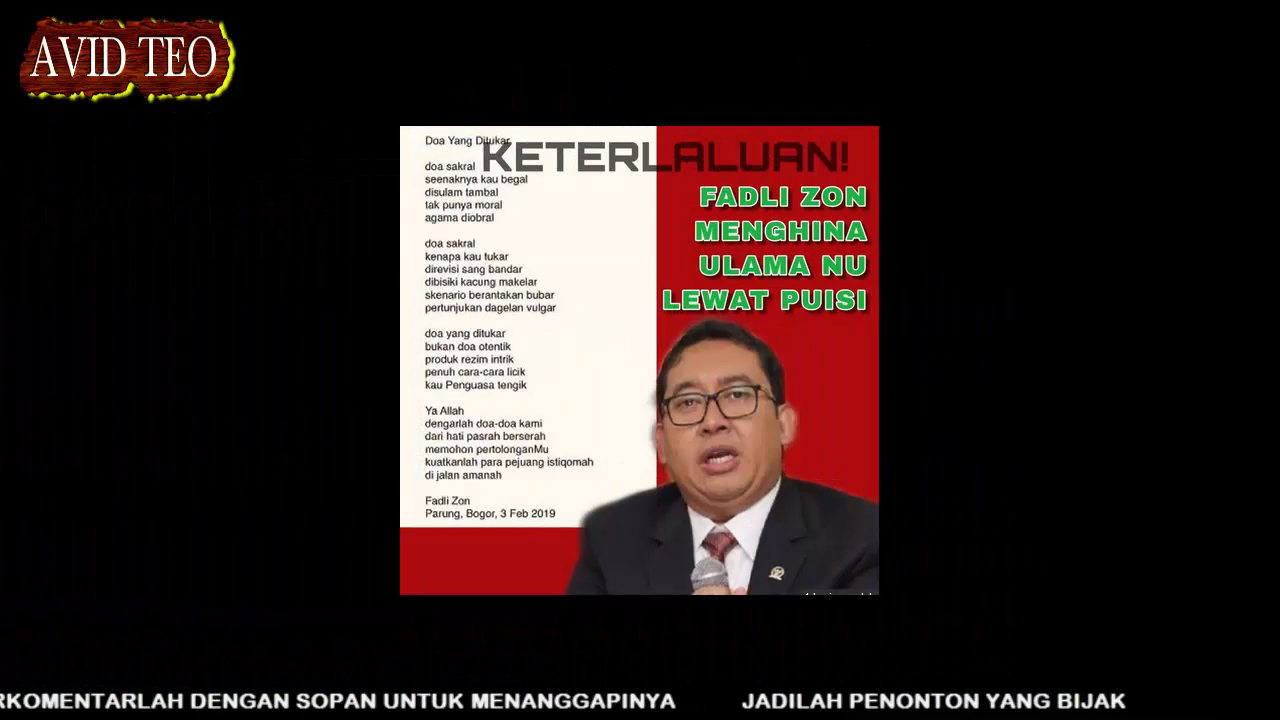 AVID TEO
KETERLALUAN!
FADLI ZON
MENGHINA
ULAMA NU
LEWAT PUISI
Doa Yang Ditukar
doa sakral
seenaknya kau begal
disulam tambal
tak punya moral
agama diobral
doa sakral
kenapa kau tukar
direvisi sang bandar
dibisiki kacung makelar
skenario berantakan bubar
pertunjukan dagelan vulgar
doa yang ditukar
bukan doa otentik
produk rezim intrik
penuh cara-cara licik
kau Penguasa tengik
Ya Allah
dengarlah doa-doa kami
dari hati pasrah berserah
memohon pertolonganMu
kuatkanlah para pejuang istiqomah
di jalan amanah
Fadli Zon
Parung, Bogor, 3 Feb 2019
RKOMENTARLAH DENGAN SOPAN UNTUK MENANGGAPINYA JADILAH PENONTON YANG BIJAK